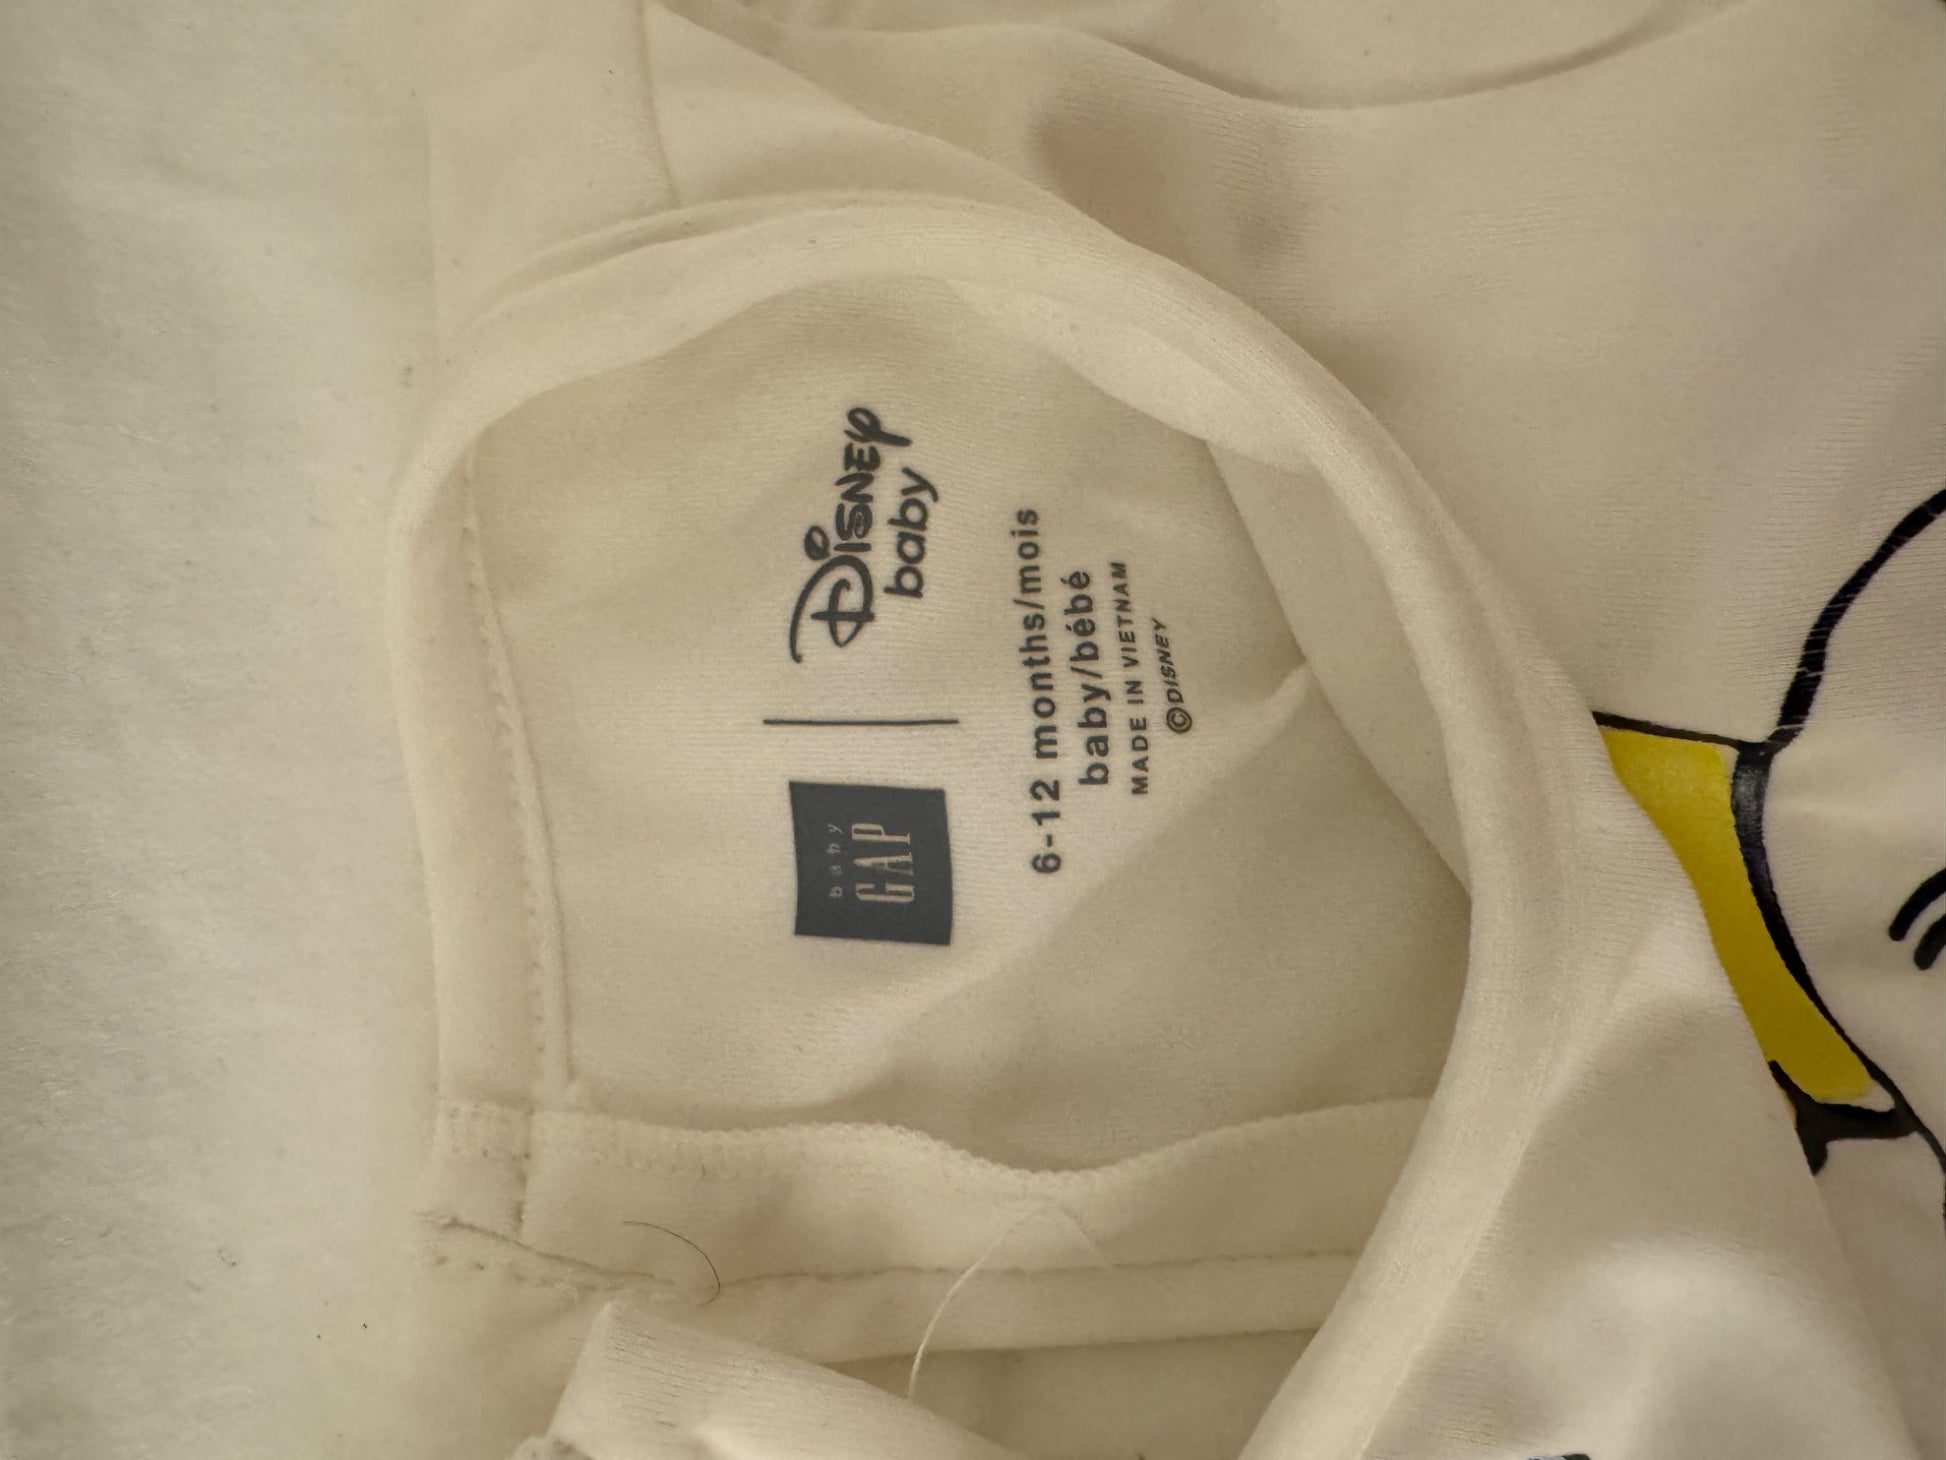 baby
GAP
Disney
baby
6-12 months/mois
baby/bébé
MADE IN VIETNAM
©DISNEY